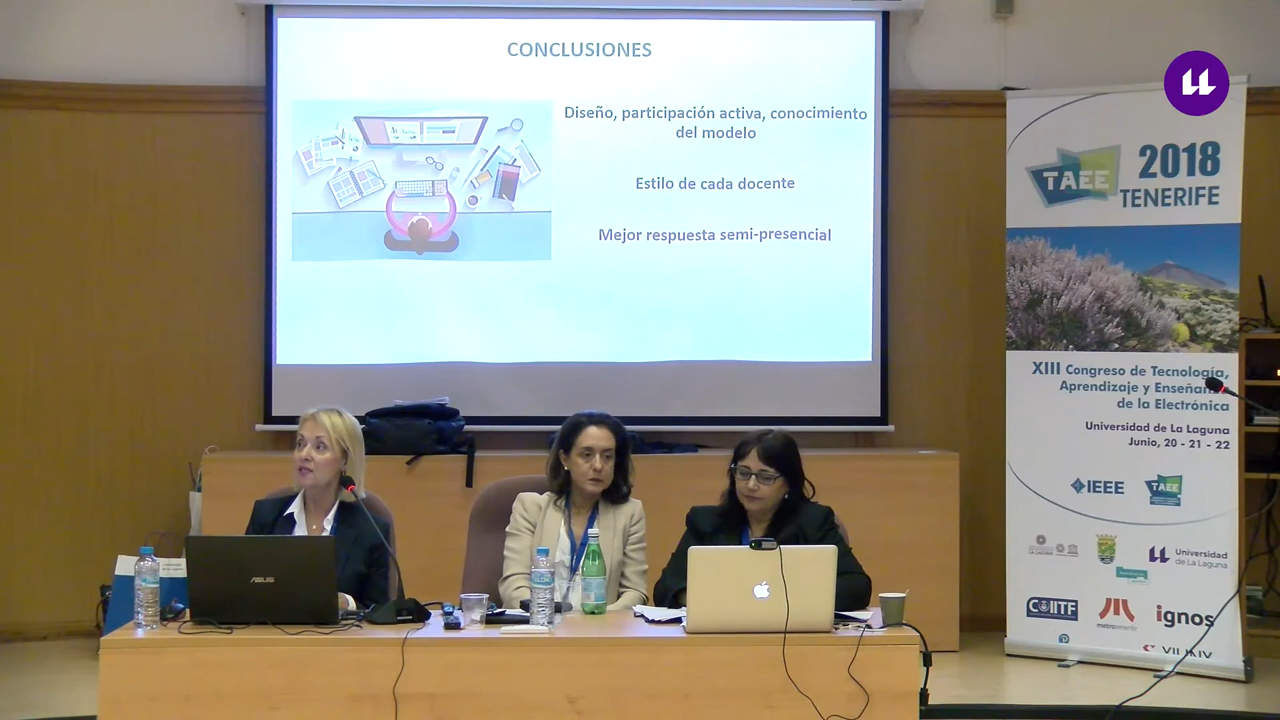 CONCLUSIONES
Diseño, participación activa, conocimiento
del modelo
Estilo de cada docente
Mejor respuesta semi-presencial
TAEE
2018
TENERIFE
XIII Congreso de Tecnología,
Aprendizaje y
de la Electrónica
Universidad de La Laguna
Junio, 20 - 21 - 22
IEEE
TAEE
Universidad
de La Laguna
COIITF
metrotenerife
ignos
ASUS